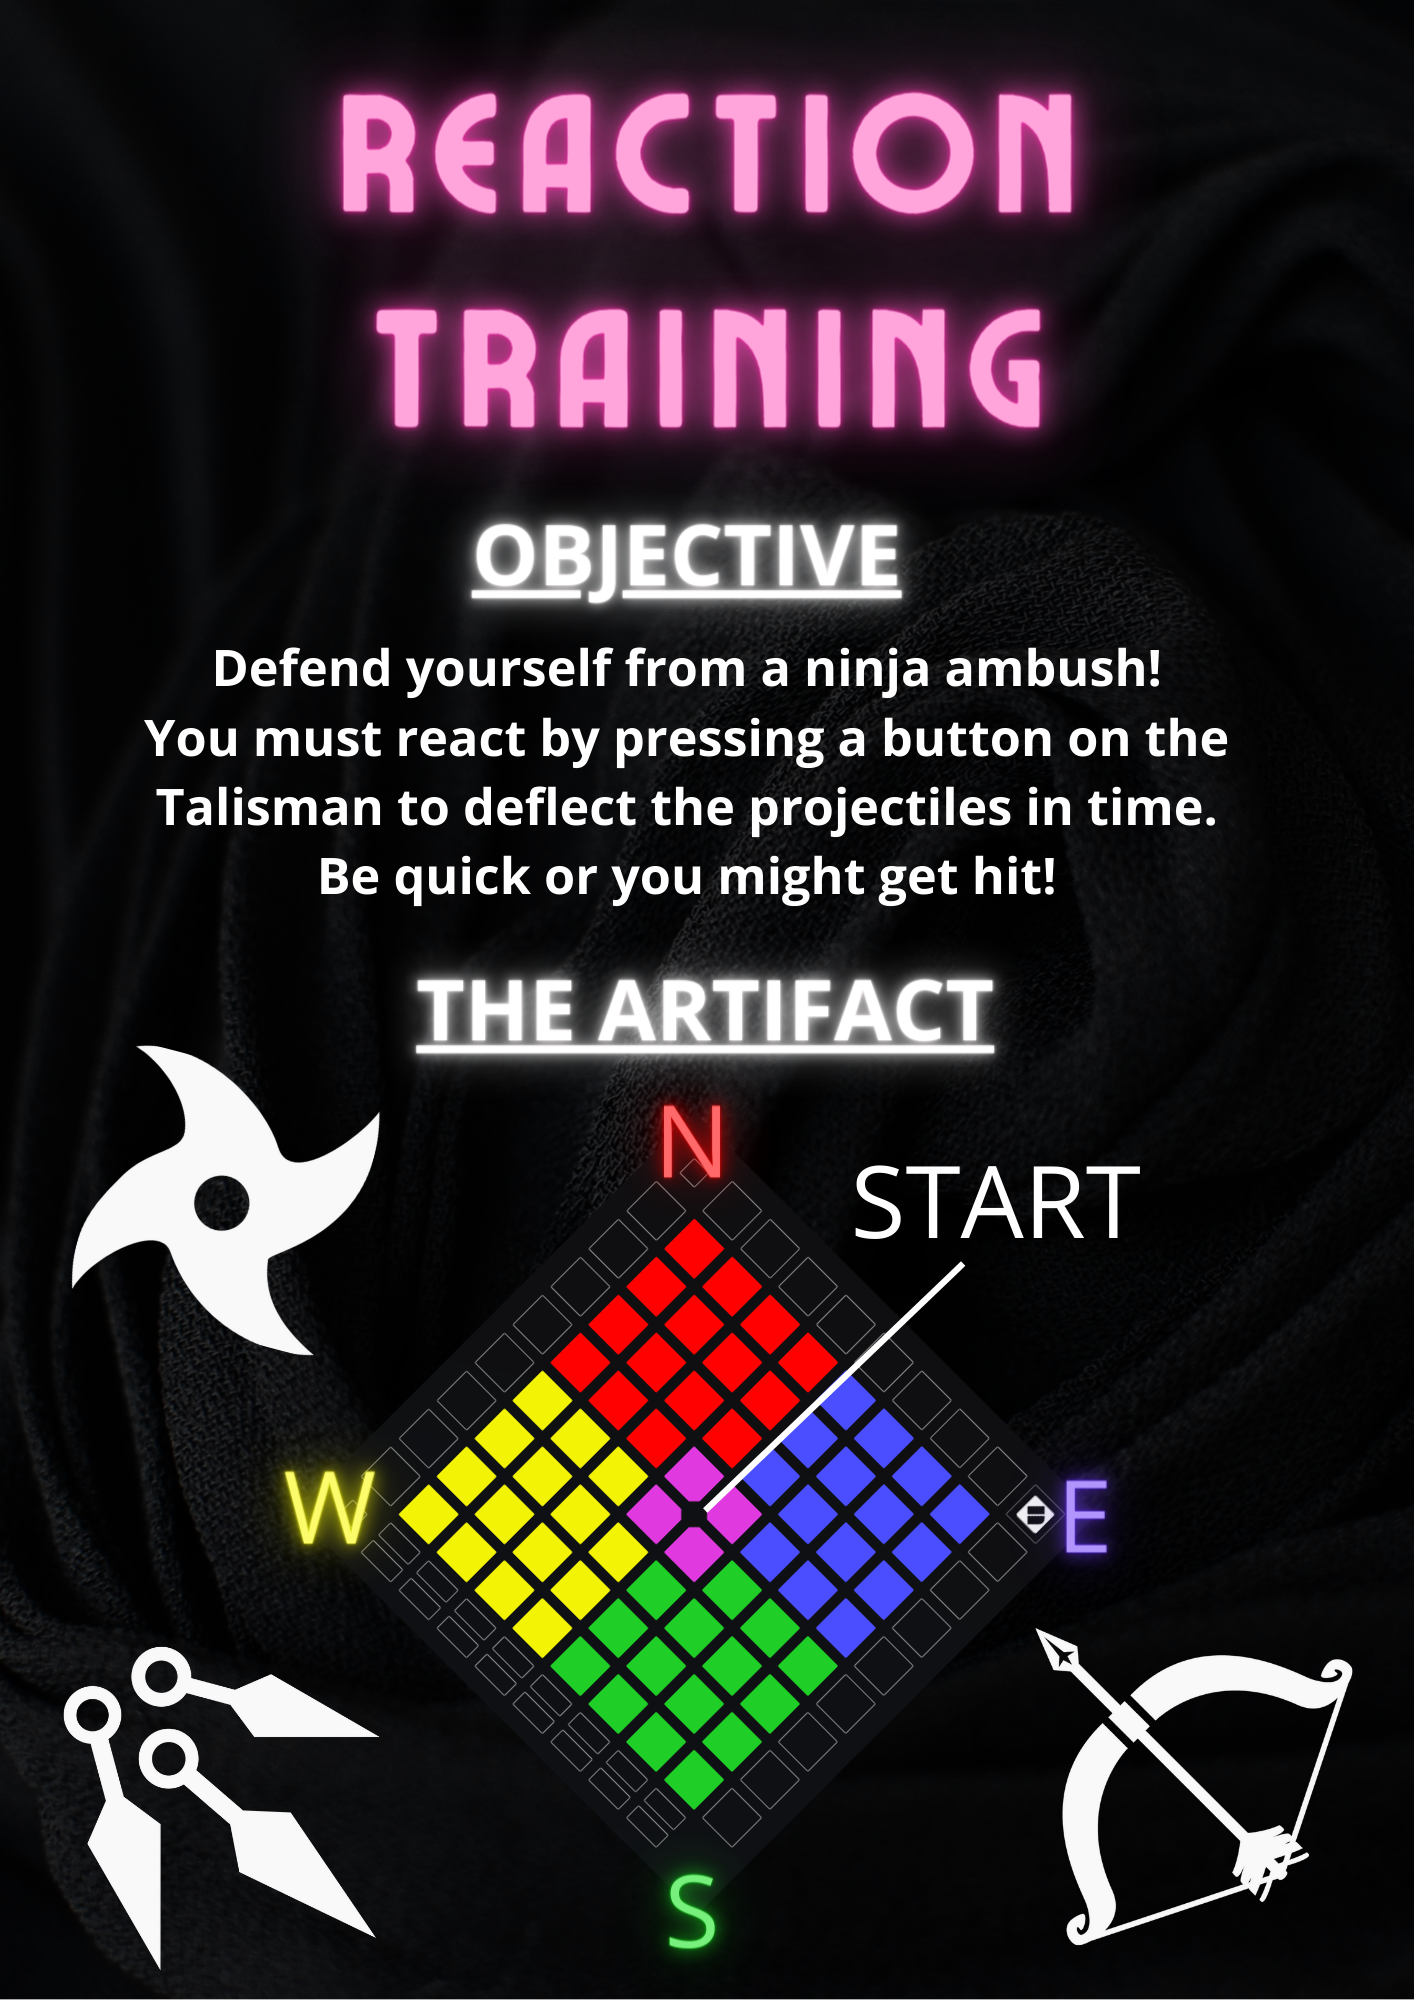 REACTION
TRAINING
OBJECTIVE
Defend yourself from a ninja ambush!
You must react by pressing a button on the
Talisman to deflect the projectiles in time.
Be quick or you might get hit!
THE ARTIFACT
N
START
W
E
S